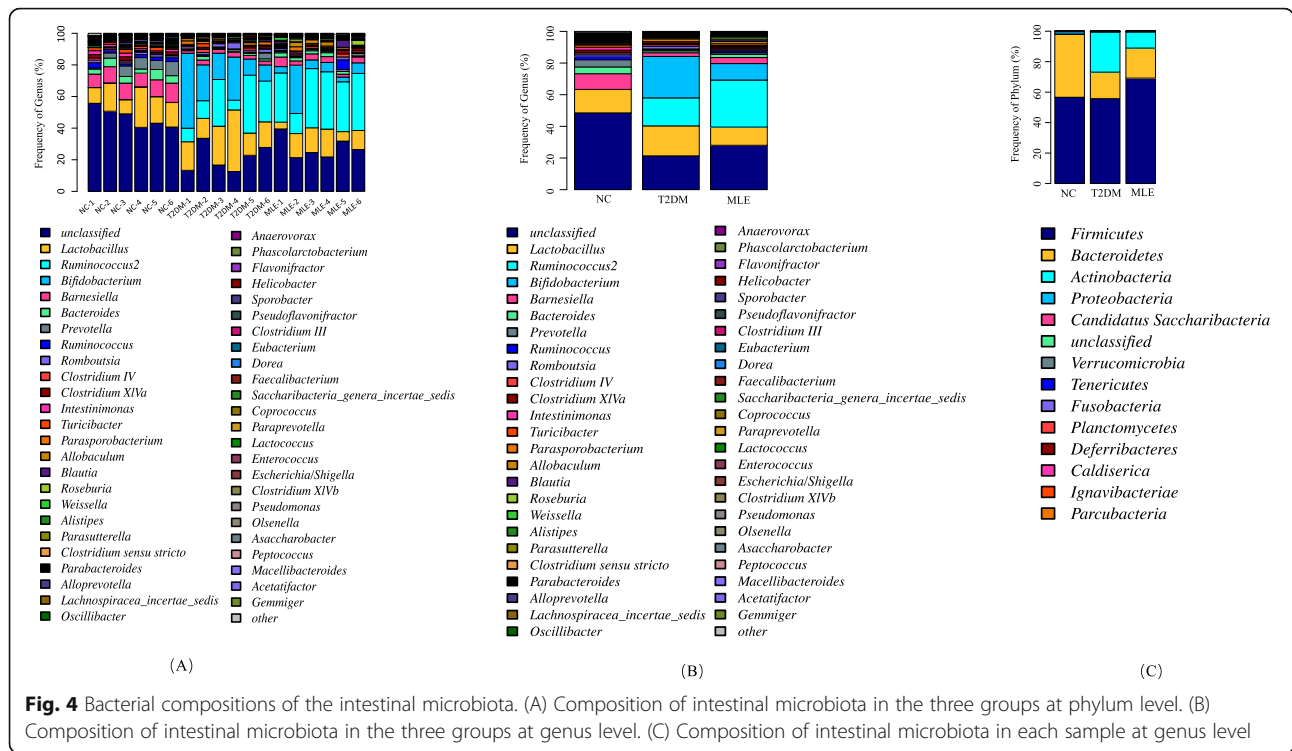 Frequency of Genus (%)
100
80
60
40
20
0
NC-1 NC-2 NC-3 NC-4 NC-5 NC-6 T2DM-1 T2DM-2 T2DM-3 T2DM-4 T2DM-5 T2DM-6 MLE-1 MLE-2 MLE-3 MLE-4 MLE-5 MLE-6
unclassified
Lactobacillus
Ruminococcus2
Bifidobacterium
Barnesiella
Bacteroides
Prevotella
Ruminococcus
Romboutsia
Clostridium IV
Clostridium XlVa
Intestinimonas
Turicibacter
Parasporobacterium
Allobaculum
Blautia
Roseburia
Weissella
Alistipes
Parasutterella
Clostridium sensu stricto
Parabacteroides
Alloprevotella
Lachnospiracea_incertae_sedis
Oscillibacter
Anaerovorax
Phascolarctobacterium
Flavonifractor
Helicobacter
Sporobacter
Pseudoflavonifractor
Clostridium III
Eubacterium
Dorea
Faecalibacterium
Saccharibacteria_genera_incertae_sedis
Coprococcus
Paraprevotella
Lactococcus
Enterococcus
Escherichia/Shigella
Clostridium XlVb
Pseudomonas
Olsenella
Asaccharobacter
Peptococcus
Macellibacteroides
Acetatifactor
Gemmiger
other
(A)
Frequency of Genus (%)
100
80
60
40
20
0
NC T2DM MLE
unclassified
Lactobacillus
Ruminococcus2
Bifidobacterium
Barnesiella
Bacteroides
Prevotella
Ruminococcus
Romboutsia
Clostridium IV
Clostridium XlVa
Intestinimonas
Turicibacter
Parasporobacterium
Allobaculum
Blautia
Roseburia
Weissella
Alistipes
Parasutterella
Clostridium sensu stricto
Parabacteroides
Alloprevotella
Lachnospiracea_incertae_sedis
Oscillibacter
Anaerovorax
Phascolarctobacterium
Flavonifractor
Helicobacter
Sporobacter
Pseudoflavonifractor
Clostridium III
Eubacterium
Dorea
Faecalibacterium
Saccharibacteria_genera_incertae_sedis
Coprococcus
Paraprevotella
Lactococcus
Enterococcus
Escherichia/Shigella
Clostridium XlVb
Pseudomonas
Olsenella
Asaccharobacter
Peptococcus
Macellibacteroides
Acetatifactor
Gemmiger
other
(B)
Frequency of Phylum (%)
100
80
60
40
20
0
NC T2DM MLE
Firmicutes
Bacteroidetes
Actinobacteria
Proteobacteria
Candidatus Saccharibacteria
unclassified
Verrucomicrobia
Tenericutes
Fusobacteria
Planctomycetes
Deferribacteres
Caldiserica
Ignavibacteriae
Parcubacteria
(C)
Fig. 4 Bacterial compositions of the intestinal microbiota. (A) Composition of intestinal microbiota in the three groups at phylum level. (B)
Composition of intestinal microbiota in the three groups at genus level. (C) Composition of intestinal microbiota in each sample at genus level